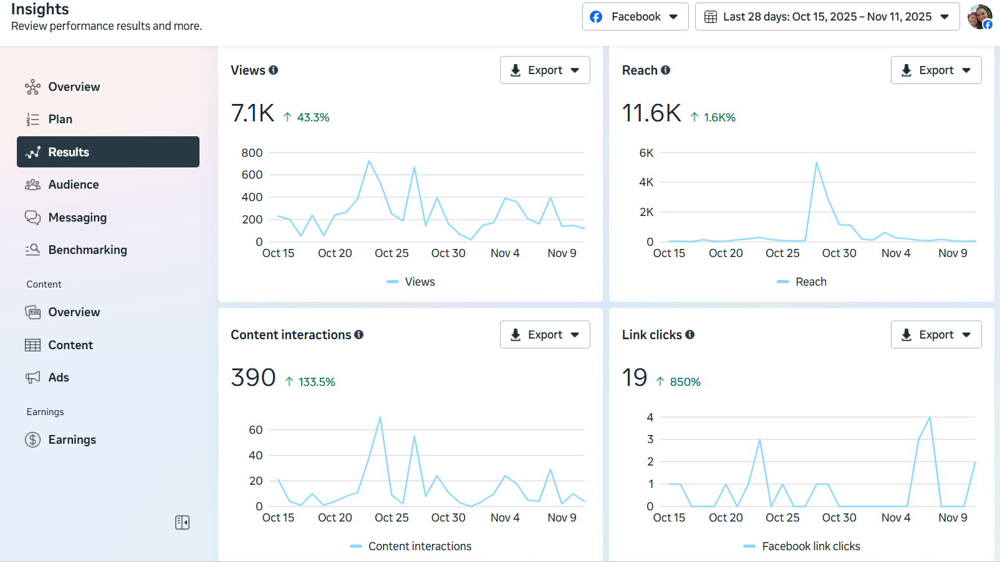 Insights
Review performance results and more.
Facebook
Last 28 days: Oct 15, 2025 – Nov 11, 2025
Overview
Plan
Results
Audience
Messaging
Benchmarking
Content
Overview
Content
Ads
Earnings
Earnings
Views
Export
7.1K ↑ 43.3%
800
600
400
200
0
Oct 15 Oct 20 Oct 25 Oct 30 Nov 4 Nov 9
Views
Reach
Export
11.6K ↑ 1.6K%
6K
4K
2K
0
Oct 15 Oct 20 Oct 25 Oct 30 Nov 4 Nov 9
Reach
Content interactions
Export
390 ↑ 133.5%
60
40
20
0
Oct 15 Oct 20 Oct 25 Oct 30 Nov 4 Nov 9
Content interactions
Link clicks
Export
19 ↑ 850%
4
3
2
1
0
Oct 15 Oct 20 Oct 25 Oct 30 Nov 4 Nov 9
Facebook link clicks